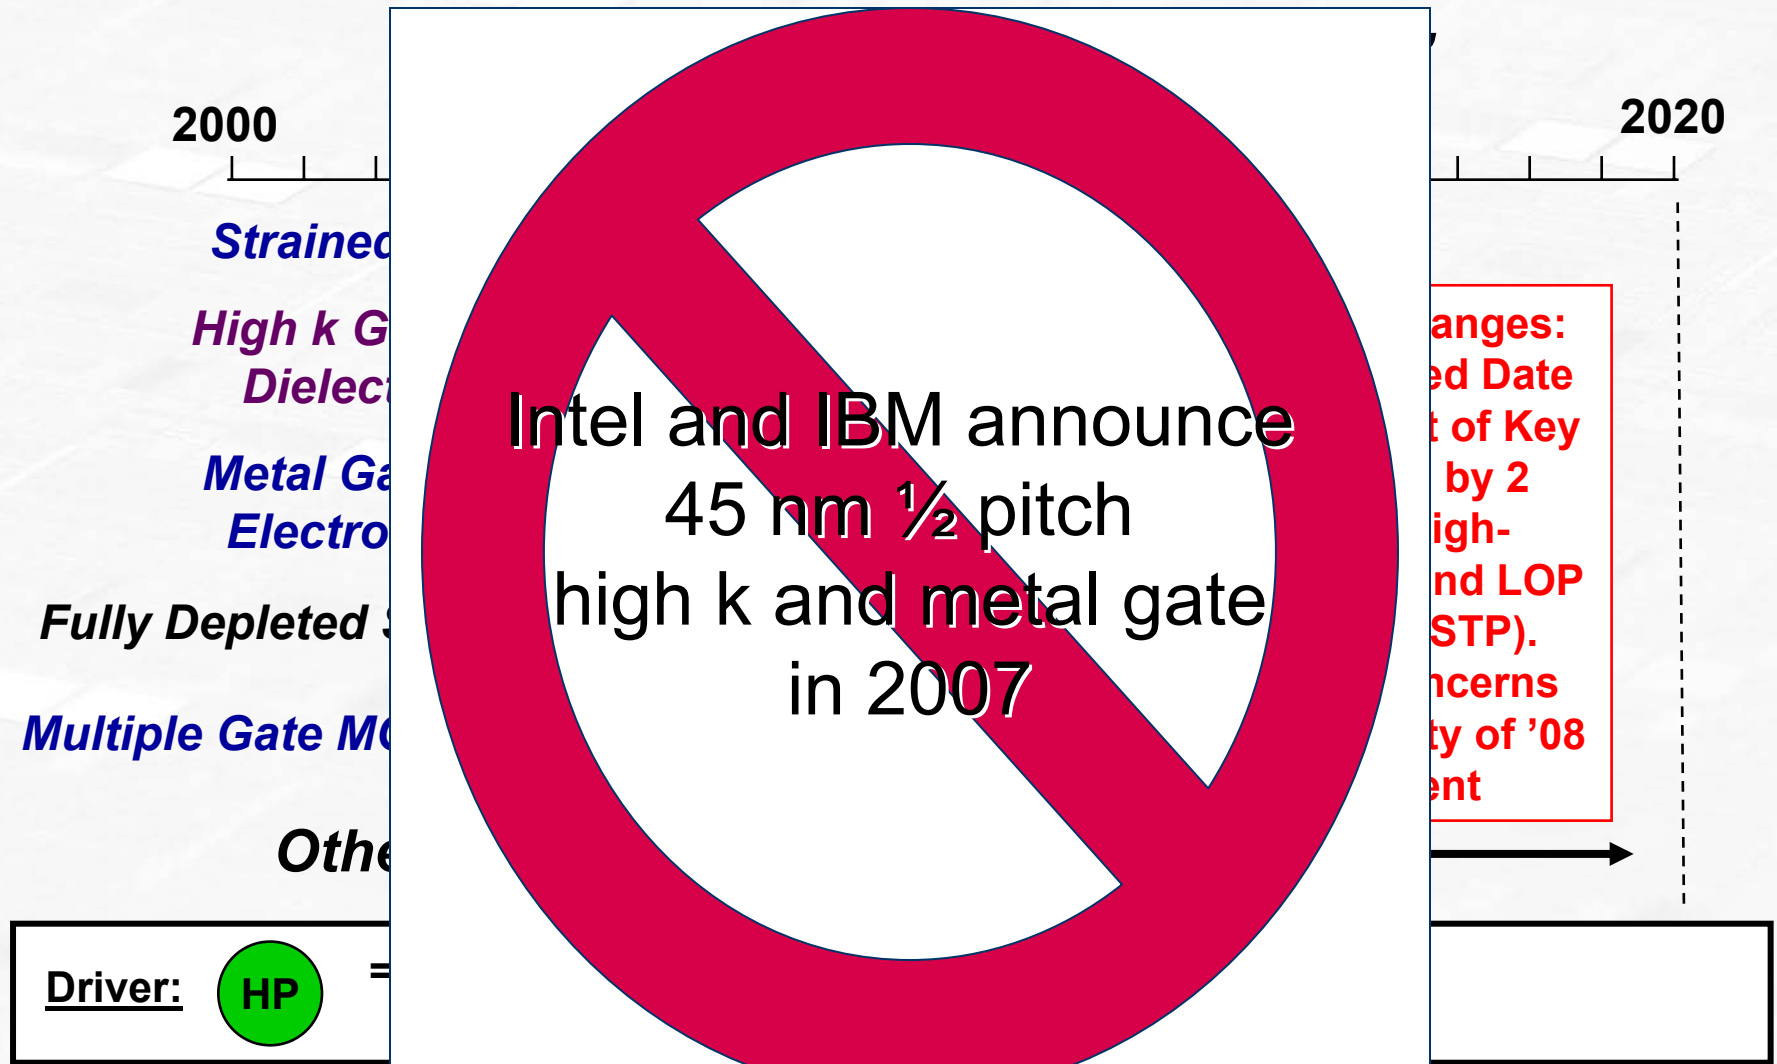 2000
2020
Strained
High k G
Dielect
Metal Ga
Electro
Fully Depleted
Multiple Gate M
Othe
Intel and IBM announce
45 nm ½ pitch
high k and metal gate
in 2007
anges:
ed Date
t of Key
by 2
igh-
nd LOP
STP).
ncerns
ty of ’08
ent
Driver:
HP
=